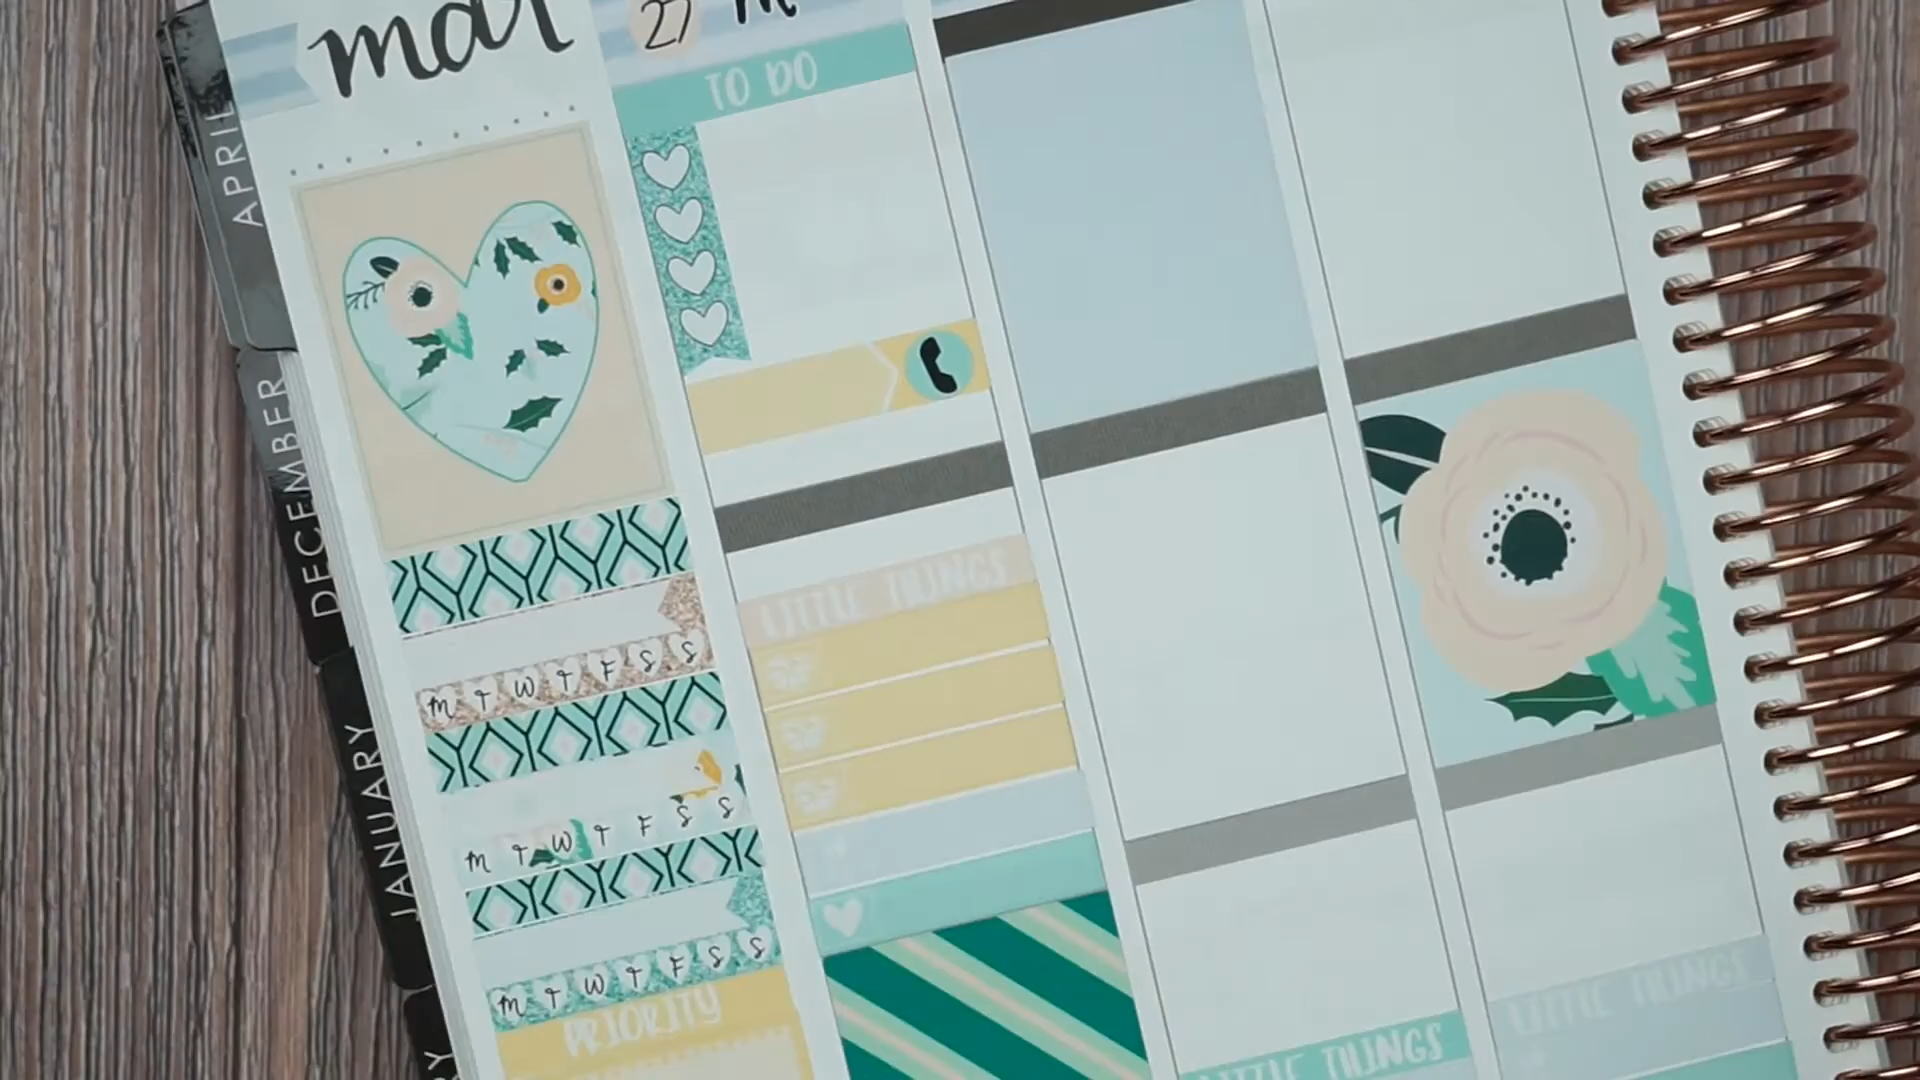 mar
27 M
TO DO
LITTLE THINGS
M T W T F S S
M T W T F S S
M T W T F S S
PRIORITY
LITTLE THINGS
LITTLE THINGS
APRIL
DECEMBER
JANUARY